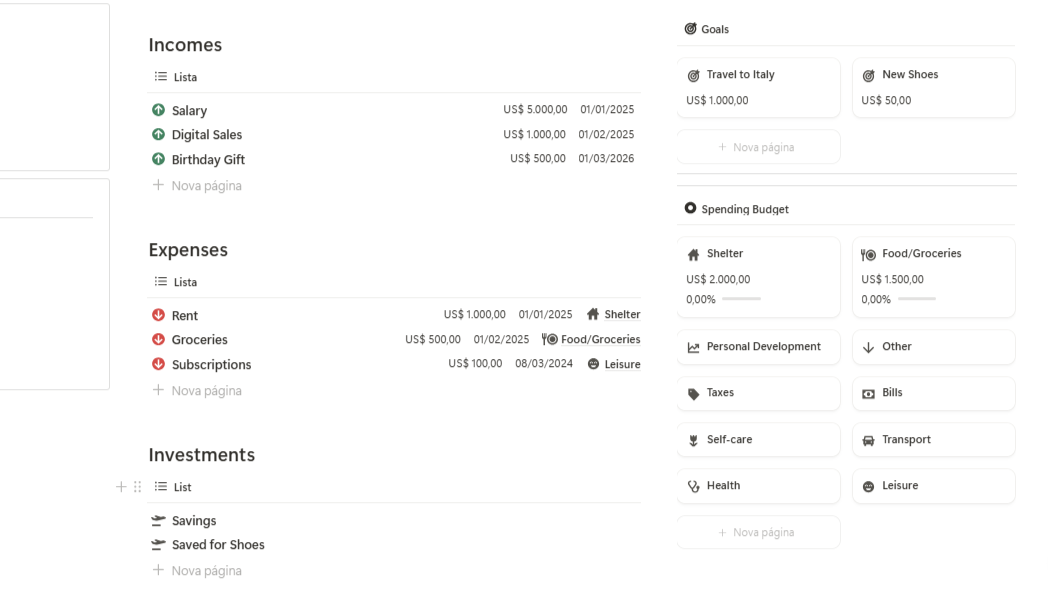 Incomes
Lista
Salary US$ 5.000,00 01/01/2025
Digital Sales US$ 1.000,00 01/02/2025
Birthday Gift US$ 500,00 01/03/2026
+ Nova página
Expenses
Lista
Rent US$ 1.000,00 01/01/2025 Shelter
Groceries US$ 500,00 01/02/2025 Food/Groceries
Subscriptions US$ 100,00 08/03/2024 Leisure
+ Nova página
Investments
List
Savings
Saved for Shoes
+ Nova página
Goals
Travel to Italy
US$ 1.000,00
New Shoes
US$ 50,00
+ Nova página
Spending Budget
Shelter
US$ 2.000,00
0,00%
Food/Groceries
US$ 1.500,00
0,00%
Personal Development
Other
Taxes
Bills
Self-care
Transport
Health
Leisure
+ Nova página